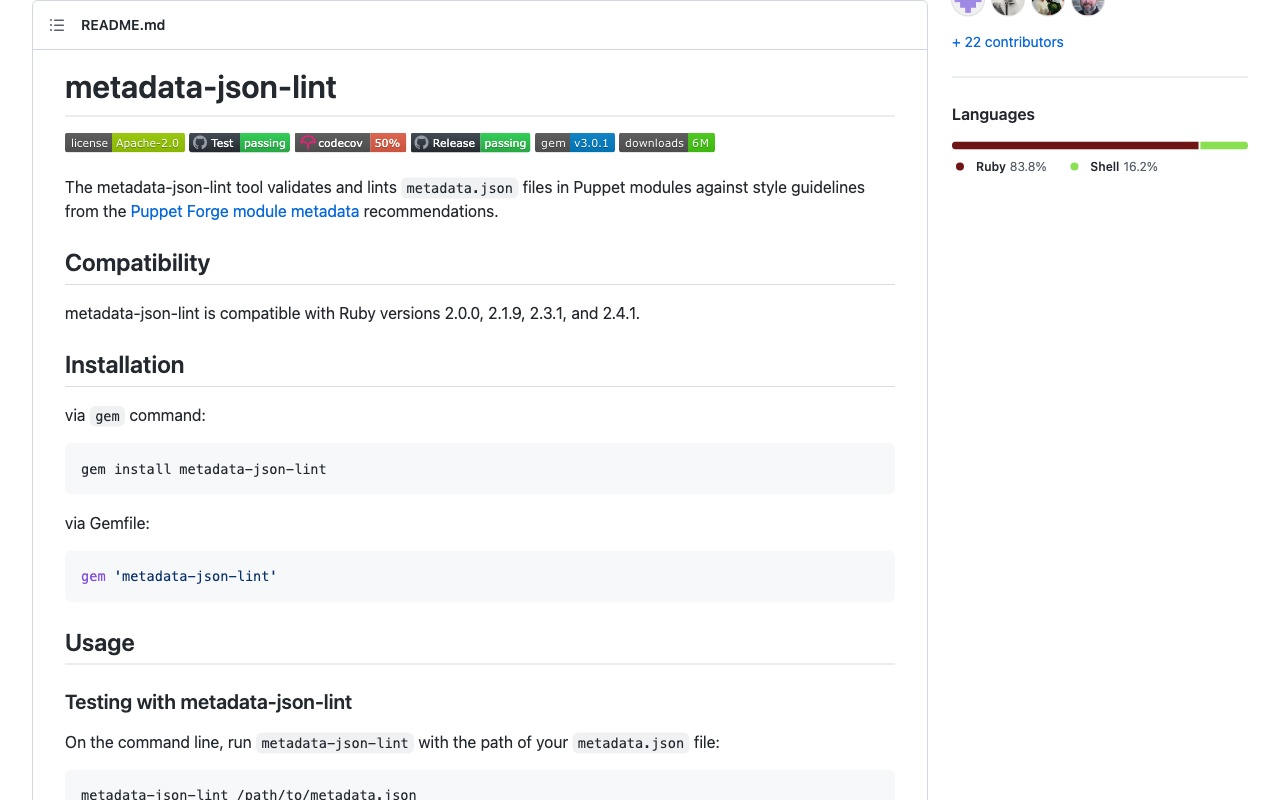 README.md
metadata-json-lint
license Apache-2.0 Test passing codecov 50% Release passing gem v3.0.1 downloads 6M
The metadata-json-lint tool validates and lints metadata.json files in Puppet modules against style guidelines
from the Puppet Forge module metadata recommendations.
Compatibility
metadata-json-lint is compatible with Ruby versions 2.0.0, 2.1.9, 2.3.1, and 2.4.1.
Installation
via gem command:
gem install metadata-json-lint
via Gemfile:
gem 'metadata-json-lint'
Usage
Testing with metadata-json-lint
On the command line, run metadata-json-lint with the path of your metadata.json file:
metadata-json-lint /path/to/metadata.json
+ 22 contributors
Languages
Ruby 83.8% Shell 16.2%